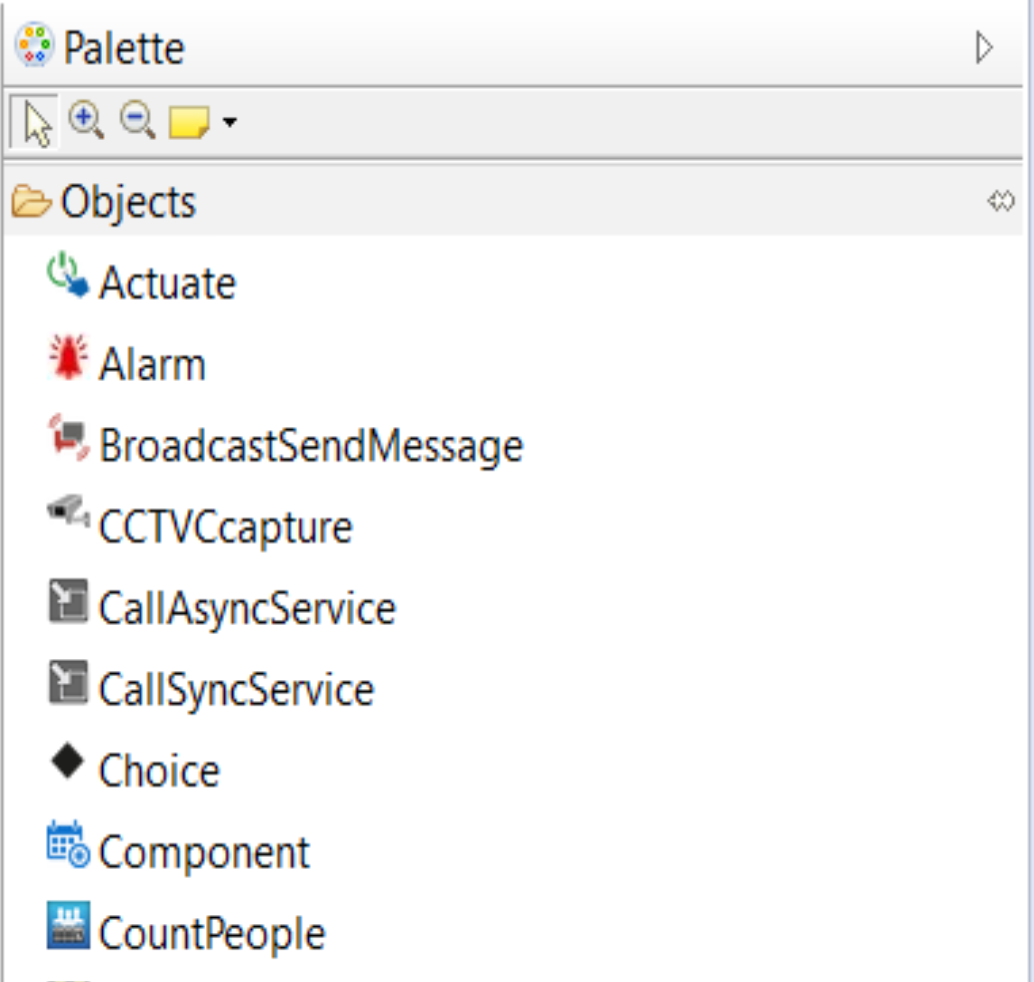 Palette
Objects
Actuate
Alarm
BroadcastSendMessage
CCTVCcapture
CallAsyncService
CallSyncService
Choice
Component
CountPeople